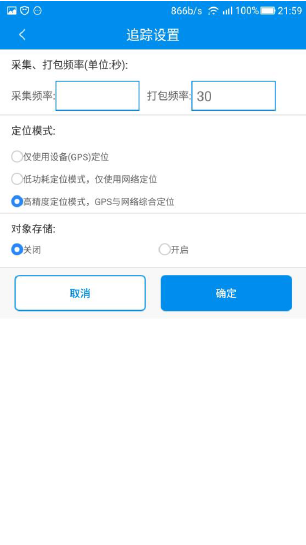 866b/s 100% 21:59
追踪设置
采集、打包频率(单位:秒):
采集频率: 打包频率: 30
定位模式:
仅使用设备(GPS)定位
低功耗定位模式，仅使用网络定位
高精度定位模式，GPS与网络综合定位
对象存储:
关闭 开启
取消 确定